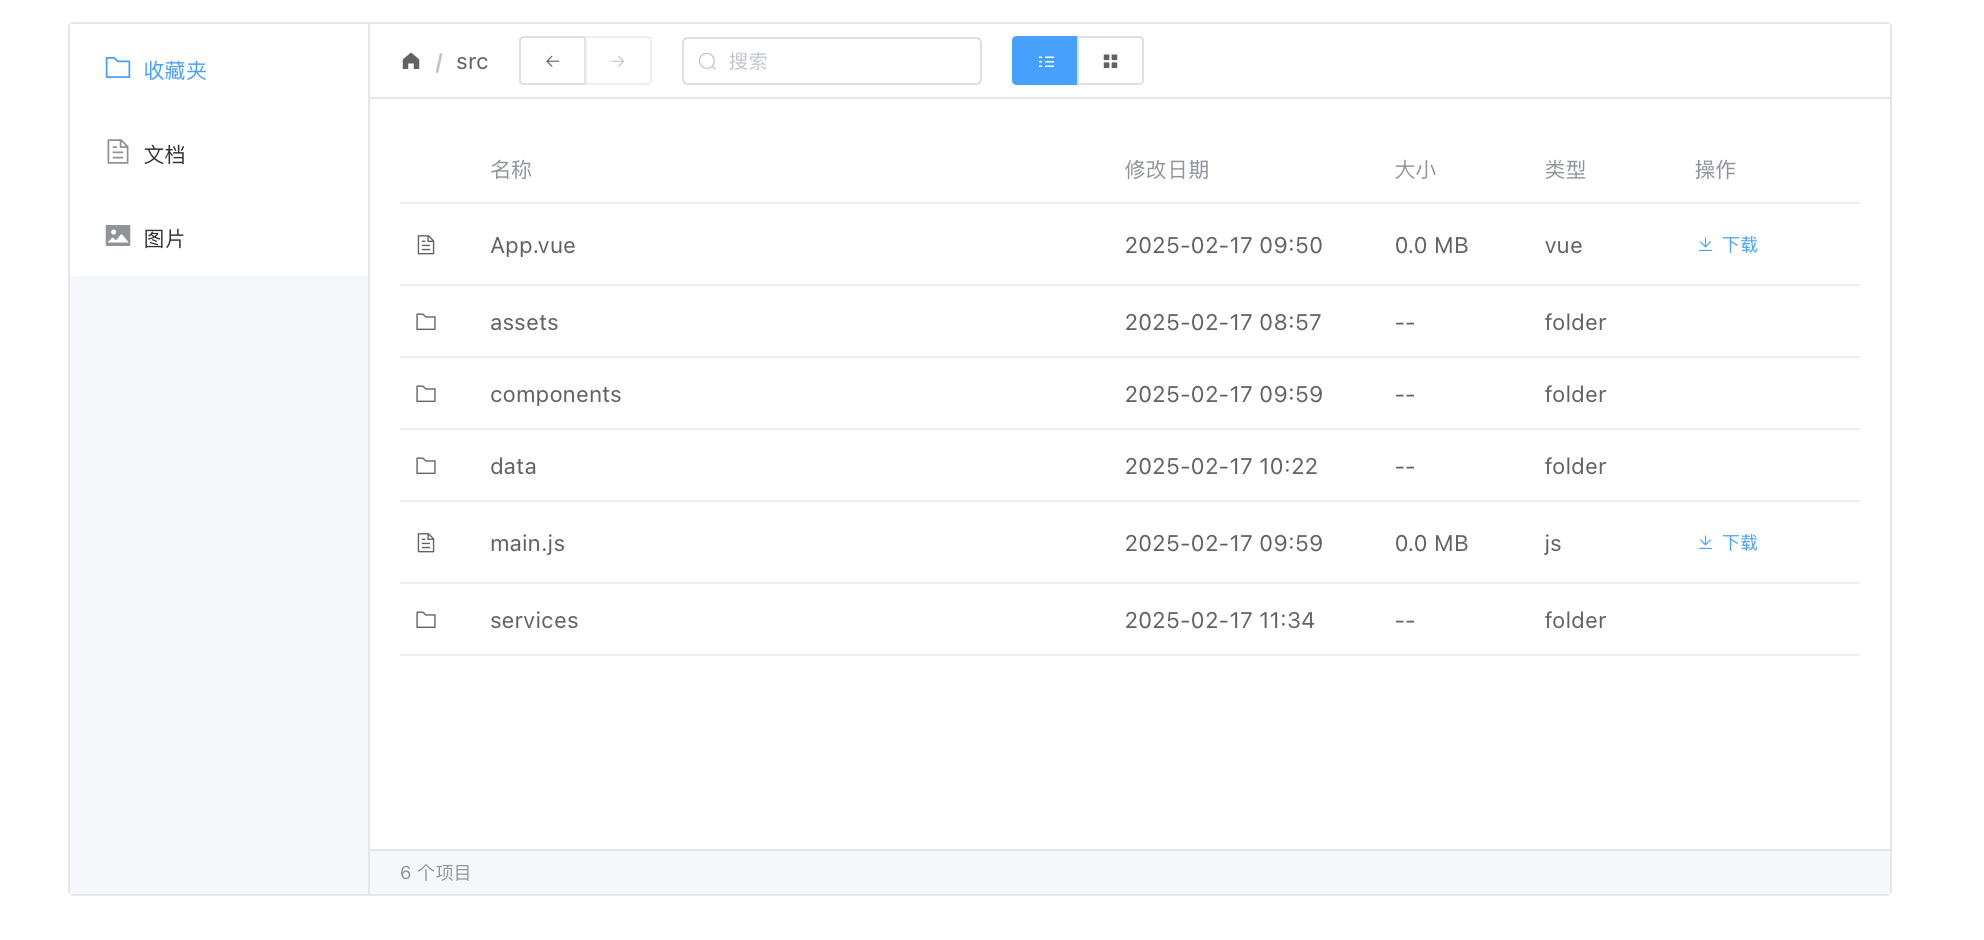 收藏夹
文档
图片
/ src
搜索
名称 修改日期 大小 类型 操作
App.vue 2025-02-17 09:50 0.0 MB vue 下载
assets 2025-02-17 08:57 -- folder
components 2025-02-17 09:59 -- folder
data 2025-02-17 10:22 -- folder
main.js 2025-02-17 09:59 0.0 MB js 下载
services 2025-02-17 11:34 -- folder
6 个项目